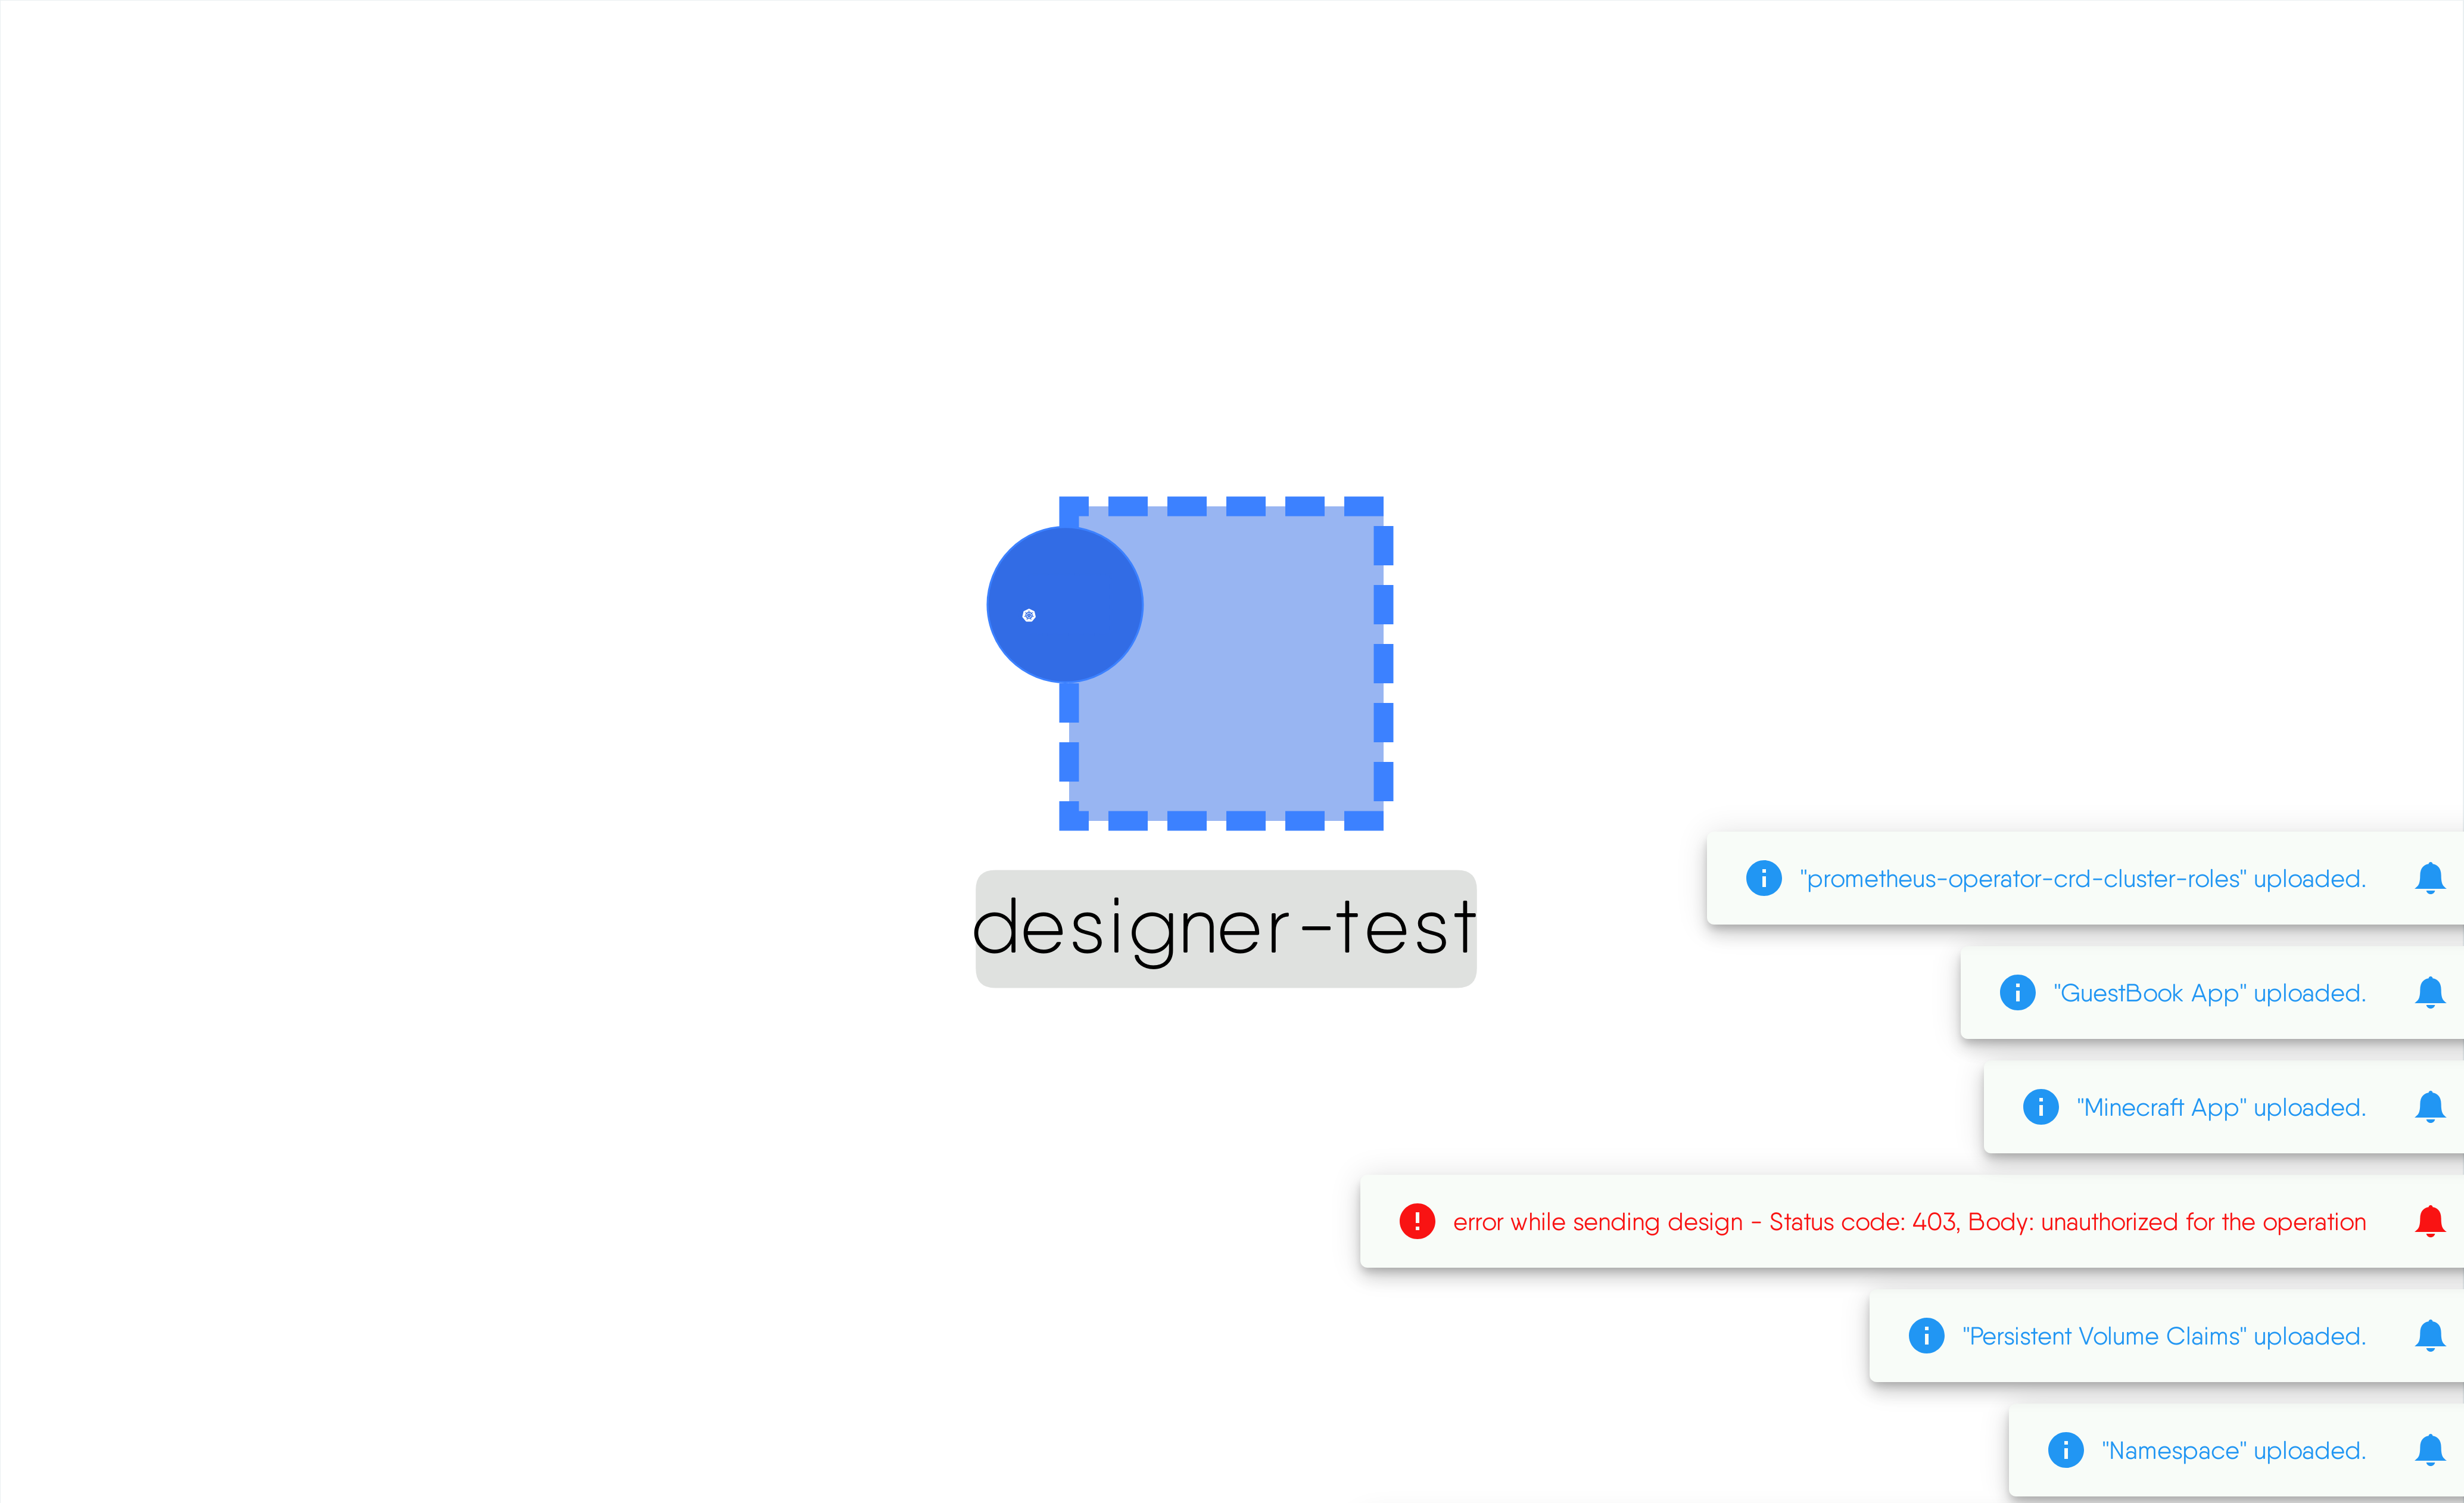 designer-test
"prometheus-operator-crd-cluster-roles" uploaded.
"GuestBook App" uploaded.
"Minecraft App" uploaded.
error while sending design - Status code: 403, Body: unauthorized for the operation
"Persistent Volume Claims" uploaded.
"Namespace" uploaded.